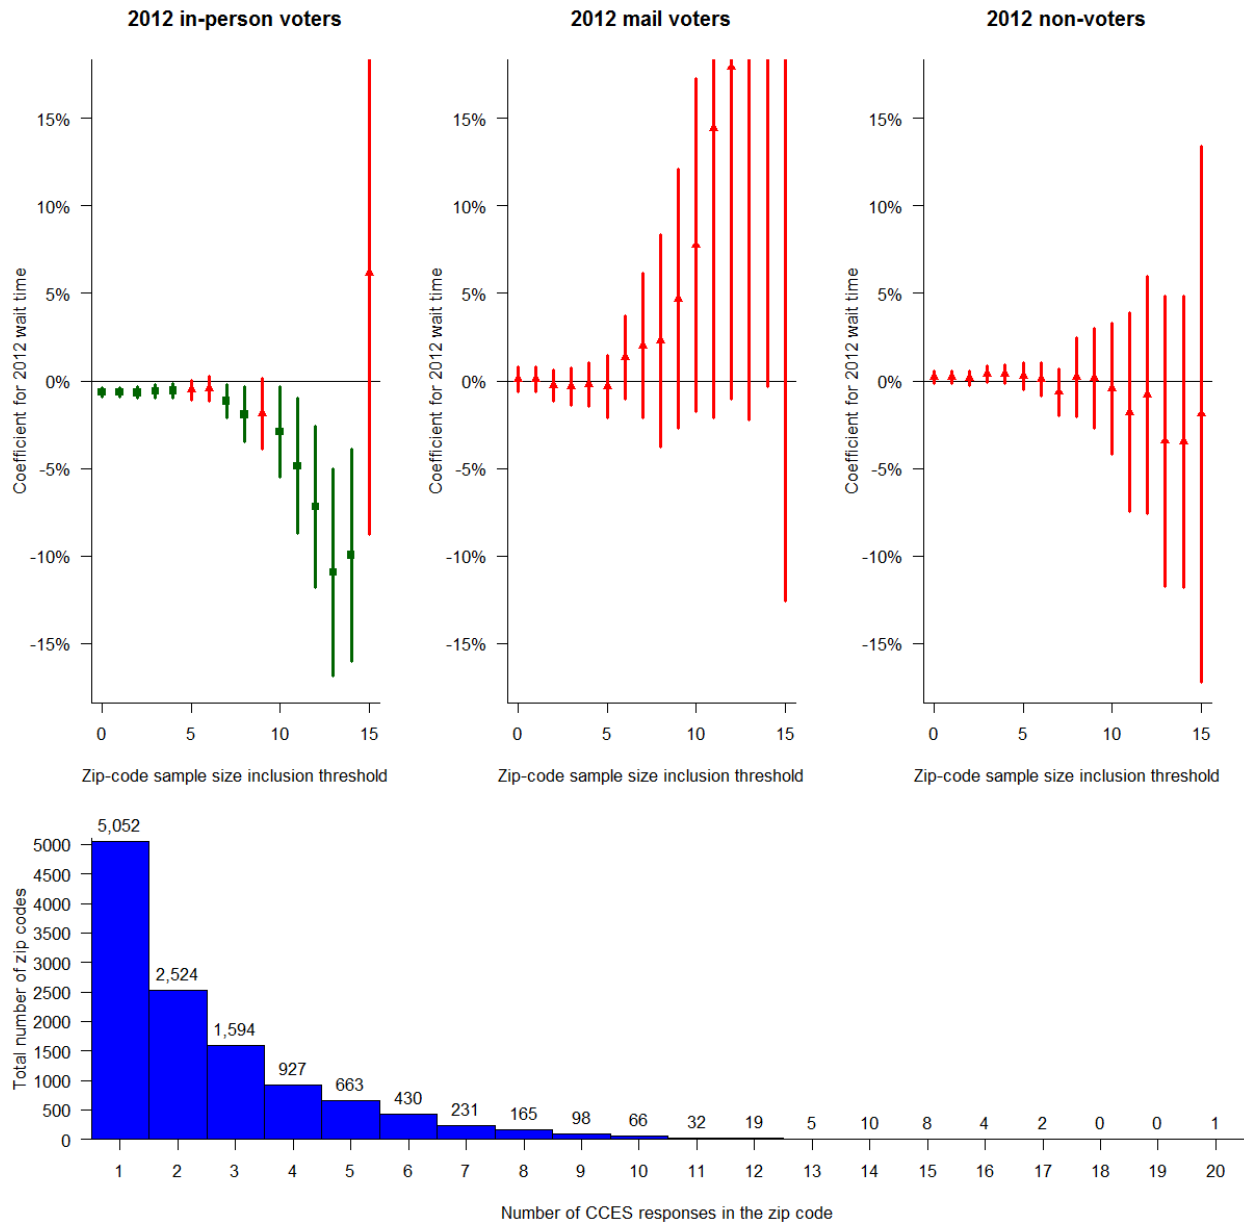 2012 in-person voters
Coefficient for 2012 wait time
15%
10%
5%
0%
-5%
-10%
-15%
0 5 10 15
Zip-code sample size inclusion threshold
2012 mail voters
Coefficient for 2012 wait time
15%
10%
5%
0%
-5%
-10%
-15%
0 5 10 15
Zip-code sample size inclusion threshold
2012 non-voters
Coefficient for 2012 wait time
15%
10%
5%
0%
-5%
-10%
-15%
0 5 10 15
Zip-code sample size inclusion threshold
Total number of zip codes
5000
4500
4000
3500
3000
2500
2000
1500
1000
500
0
5,052 2,524 1,594 927 663 430 231 165 98 66 32 19 5 10 8 4 2 0 0 1
1 2 3 4 5 6 7 8 9 10 11 12 13 14 15 16 17 18 19 20
Number of CCES responses in the zip code